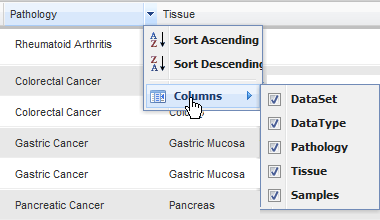 Pathology Tissue
Rheumatoid Arthritis
Sort Ascending
Sort Descending
Colorectal Cancer
Columns
DataSet
Colorectal Cancer
DataType
Gastric Cancer Gastric Mucosa
Pathology
Gastric Cancer Gastric Mucosa
Tissue
Samples
Pancreatic Cancer Pancreas